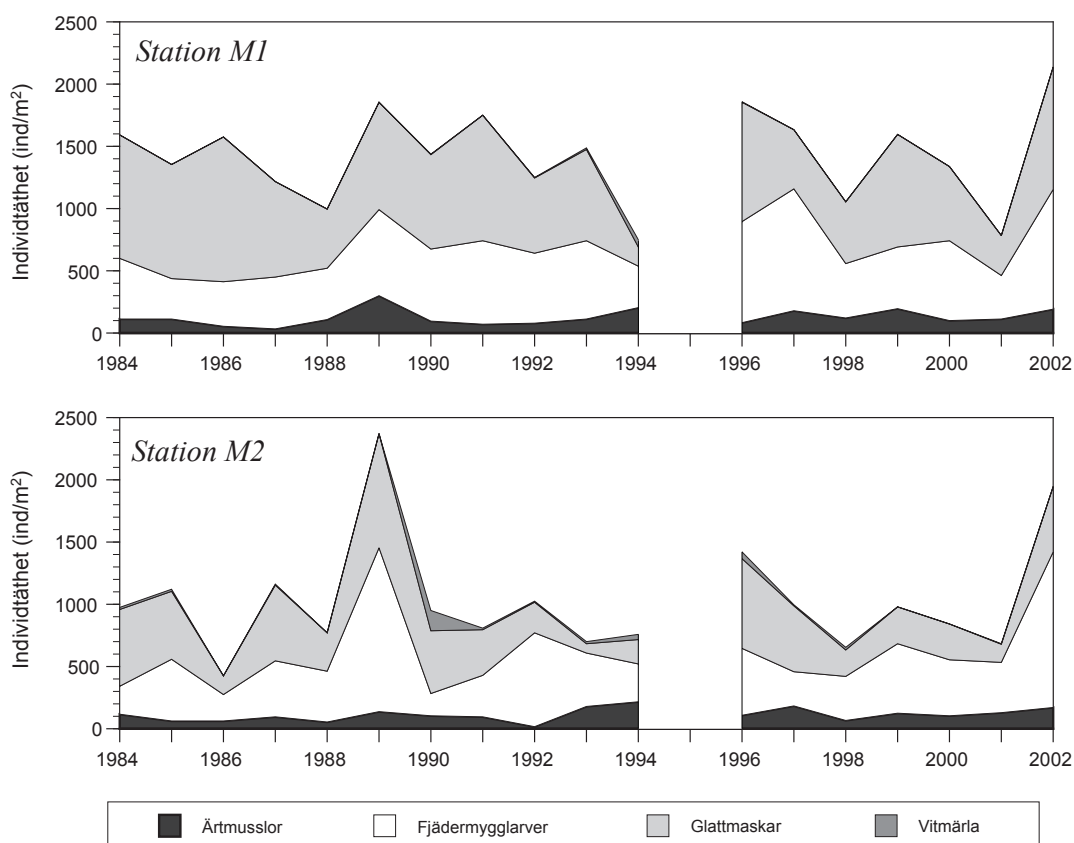 2500
2000
1500
1000
500
0
Individtäthet (ind/m²)
Station M1
1984 1986 1988 1990 1992 1994 1996 1998 2000 2002
2500
2000
1500
1000
500
0
Individtäthet (ind/m²)
Station M2
1984 1986 1988 1990 1992 1994 1996 1998 2000 2002
Ärtmusslor Fjädermygglarver Glattmaskar Vitmärla